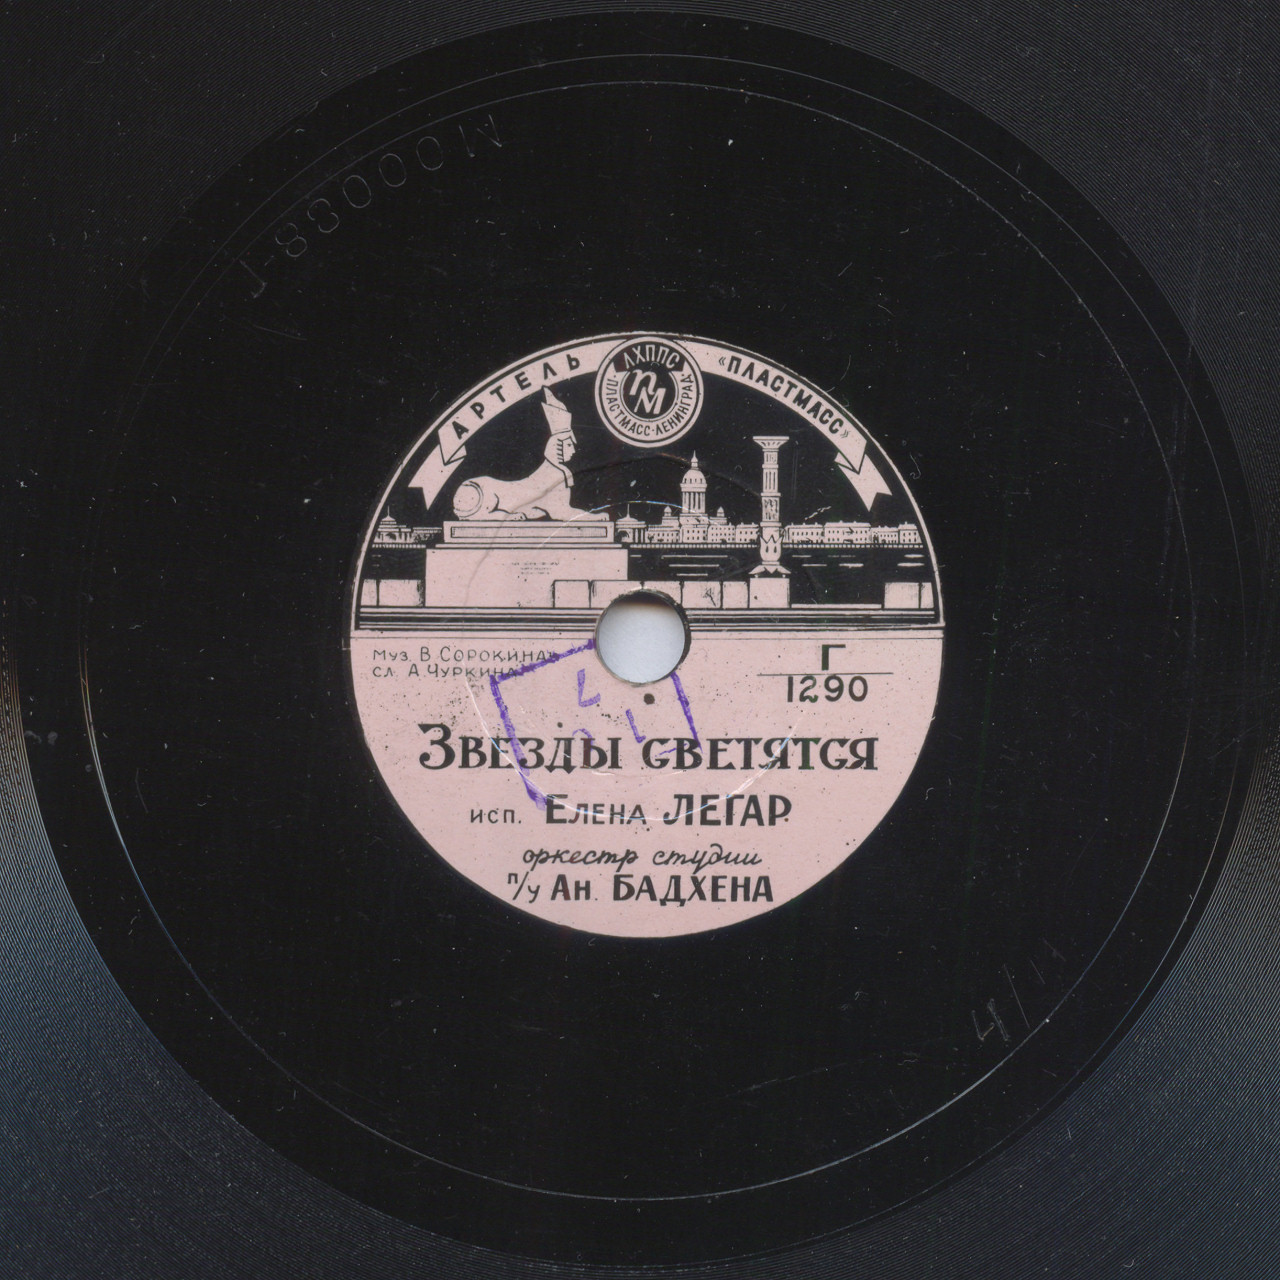 АРТЕЛЬ «ПЛАСТМАСС»
ЛХППС
ПМ
ПЛАСТМАСС·ЛЕНИНГРАД
муз. В. СОРОКИНА
сл. А. ЧУРКИНА
Г
1290
ЗВЕЗДЫ СВЕТЯТСЯ
исп. ЕЛЕНА ЛЕГАР
оркестр студии
п/у АН. БАДХЕНА